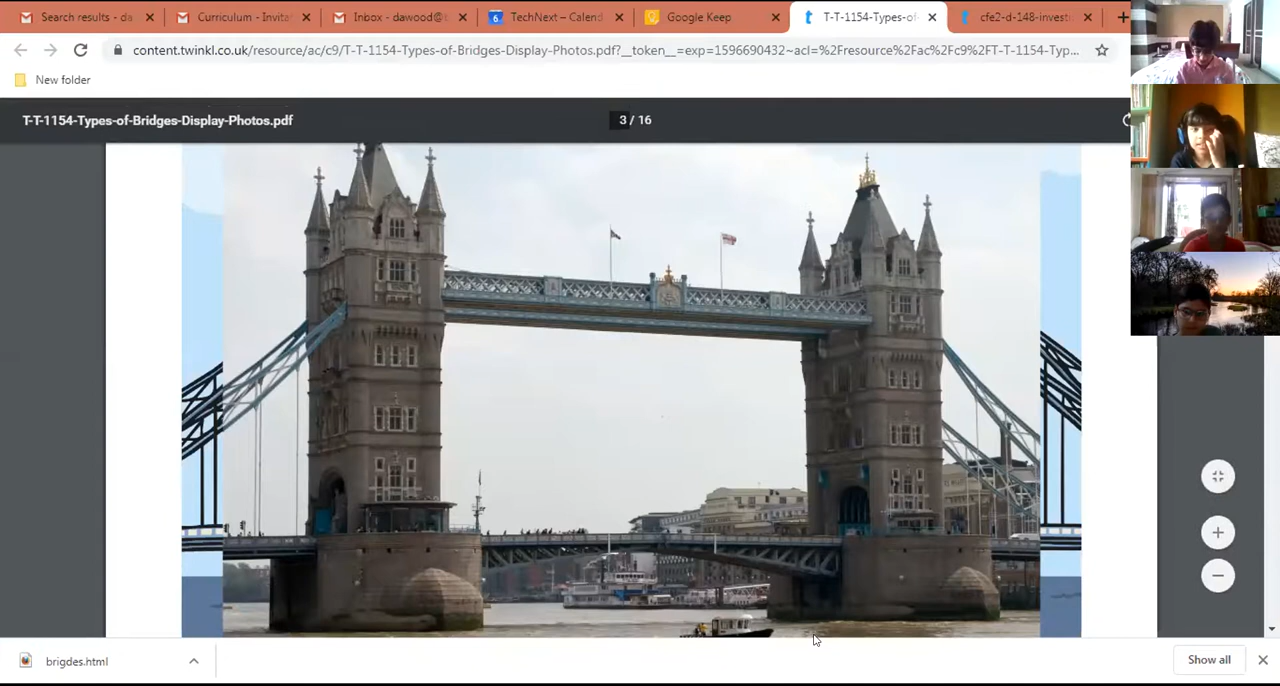 Search results - da
Curriculum - Invita
Inbox - dawood@
TechNext – Calend
Google Keep
T-T-1154-Types-of-
cfe2-d-148-investi
content.twinkl.co.uk/resource/ac/c9/T-T-1154-Types-of-Bridges-Display-Photos.pdf?__token__=exp=1596690432~acl=%2Fresource%2Fac%2Fc9%2FT-T-1154-Typ...
New folder
T-T-1154-Types-of-Bridges-Display-Photos.pdf
3 / 16
brigdes.html
Show all